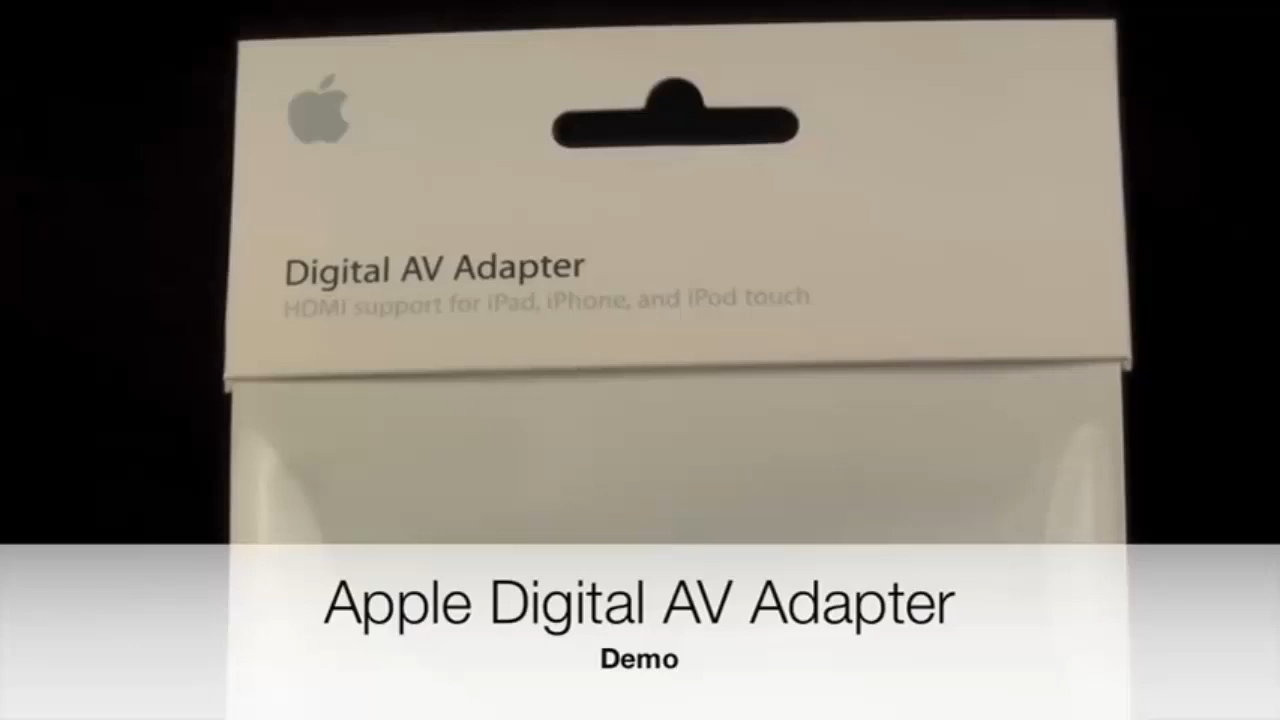 Digital AV Adapter
HDMI support for iPad, iPhone, and iPod touch
Apple Digital AV Adapter
Demo